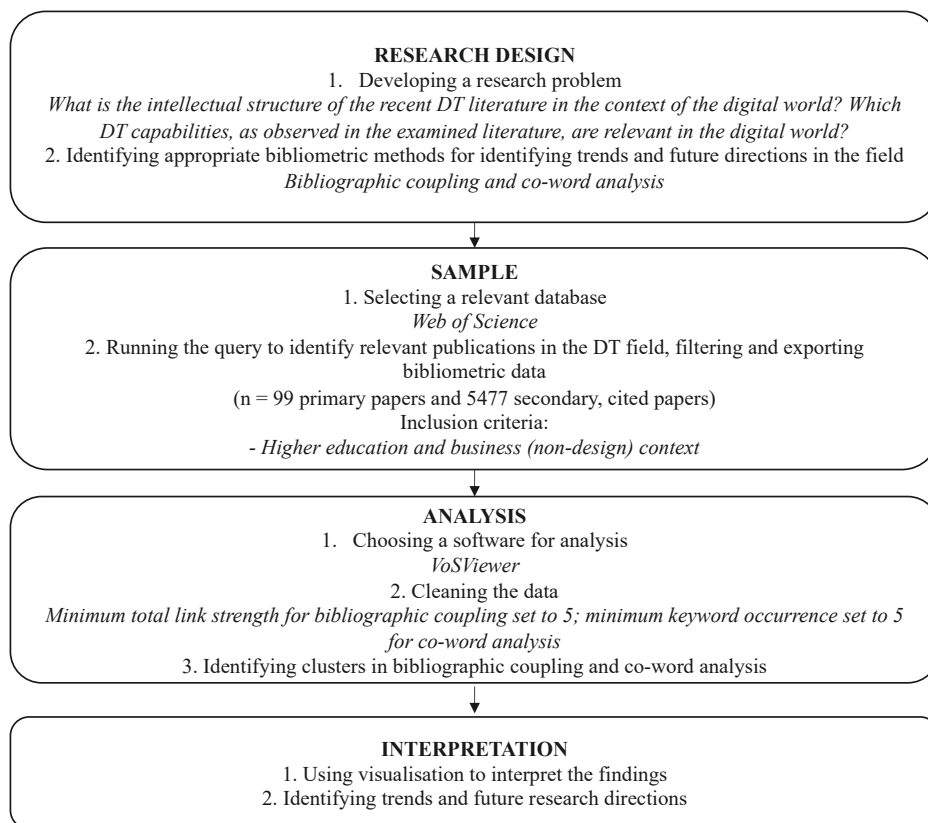 RESEARCH DESIGN
1. Developing a research problem
What is the intellectual structure of the recent DT literature in the context of the digital world? Which
DT capabilities, as observed in the examined literature, are relevant in the digital world?
2. Identifying appropriate bibliometric methods for identifying trends and future directions in the field
Bibliographic coupling and co-word analysis
SAMPLE
1. Selecting a relevant database
Web of Science
2. Running the query to identify relevant publications in the DT field, filtering and exporting
bibliometric data
(n = 99 primary papers and 5477 secondary, cited papers)
Inclusion criteria:
- Higher education and business (non-design) context
ANALYSIS
1. Choosing a software for analysis
VoSViewer
2. Cleaning the data
Minimum total link strength for bibliographic coupling set to 5; minimum keyword occurrence set to 5
for co-word analysis
3. Identifying clusters in bibliographic coupling and co-word analysis
INTERPRETATION
1. Using visualisation to interpret the findings
2. Identifying trends and future research directions